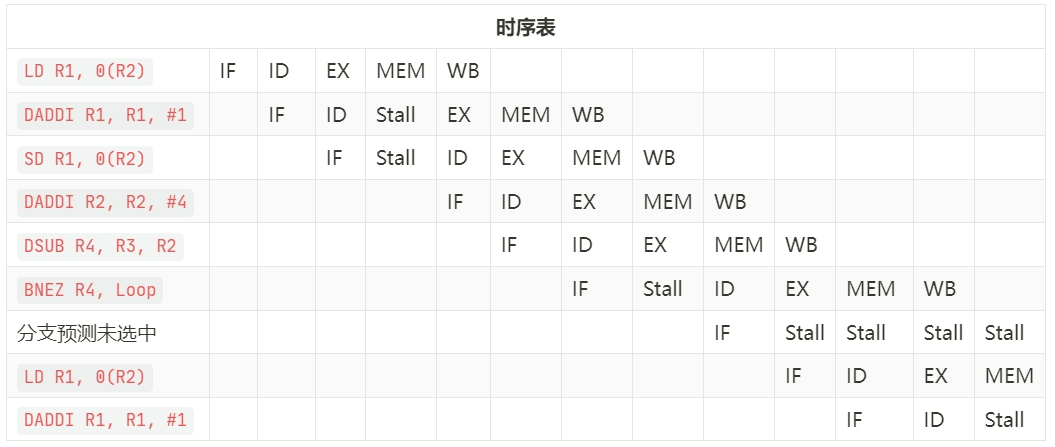 时序表
LD R1, 0(R2) IF ID EX MEM WB
DADDI R1, R1, #1 IF ID Stall EX MEM WB
SD R1, 0(R2) IF Stall ID EX MEM WB
DADDI R2, R2, #4 IF ID EX MEM WB
DSUB R4, R3, R2 IF ID EX MEM WB
BNEZ R4, Loop IF Stall ID EX MEM WB
分支预测未选中 IF Stall Stall Stall Stall
LD R1, 0(R2) IF ID EX MEM
DADDI R1, R1, #1 IF ID Stall